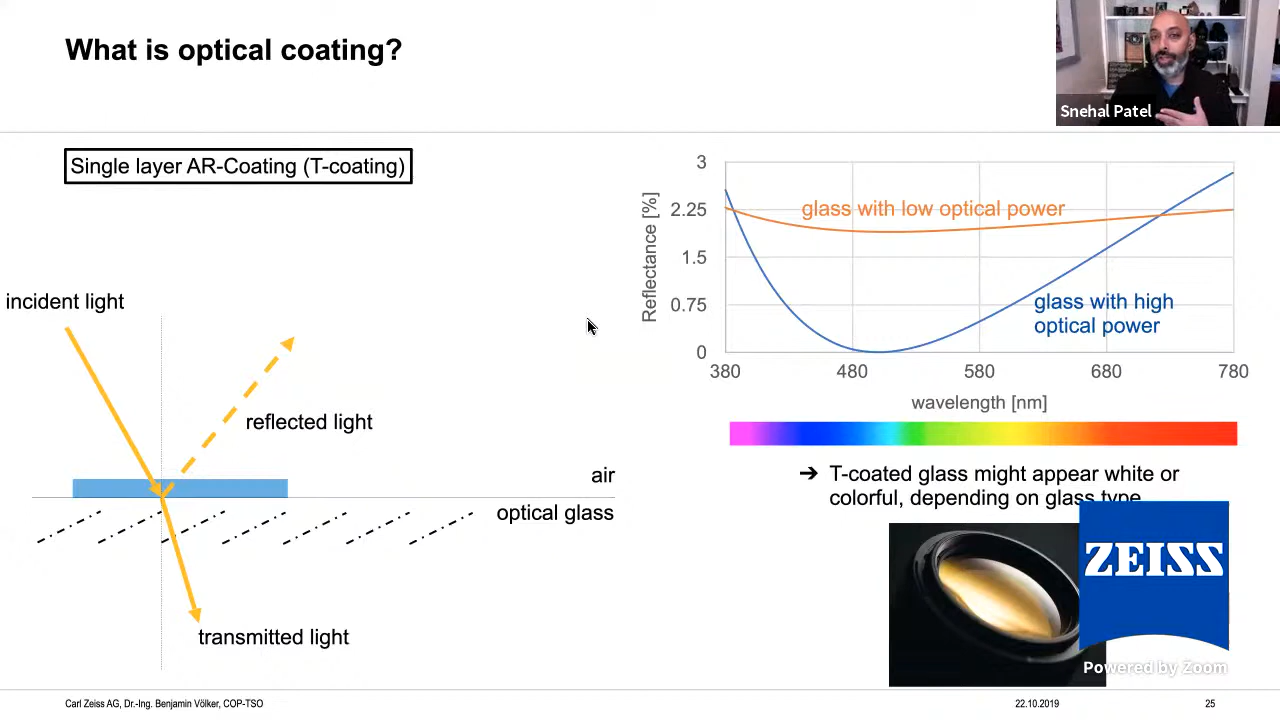 What is optical coating?
Snehal Patel
Single layer AR-Coating (T-coating)
incident light
reflected light
air
optical glass
transmitted light
Reflectance [%]
3
2.25
1.5
0.75
0
glass with low optical power
glass with high
optical power
380 480 580 680 780
wavelength [nm]
➔ T-coated glass might appear white or
colorful, depending on glass type
ZEISS
Powered by Zoom
Carl Zeiss AG, Dr.-Ing. Benjamin Völker, COP-TSO
22.10.2019
25